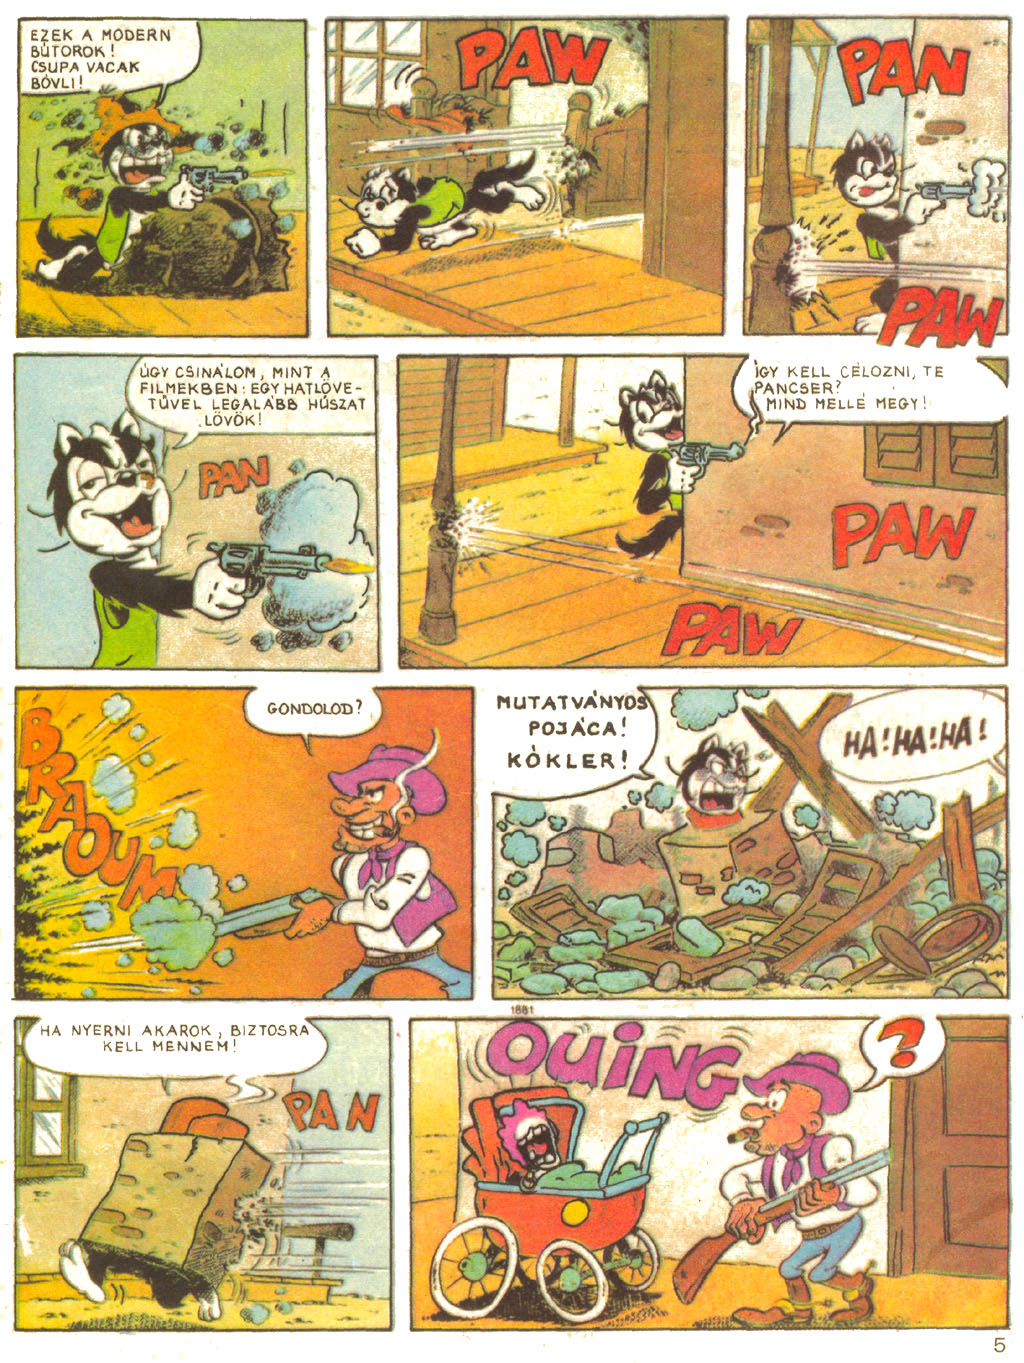 EZEK A MODERN
BÚTOROK!
CSUPA VACAK
BÓVLI!
PAW
PAN
PAW
ÚGY CSINÁLOM, MINT A
FILMEKBEN: EGY HATLÖVE-
TŰVEL LEGALÁBB HÚSZAT
LÖVÖK!
PAN
ÍGY KELL CÉLOZNI, TE
PANCSER?
MIND MELLÉ MEGY!
PAW
PAW
BRAOUM
GONDOLOD?
MUTATVÁNYOS
POJÁCA!
KÓKLER!
HA!HA!HA!
HA NYERNI AKAROK, BIZTOSRA
KELL MENNEM!
PAN
1881
OUiNG
?
5